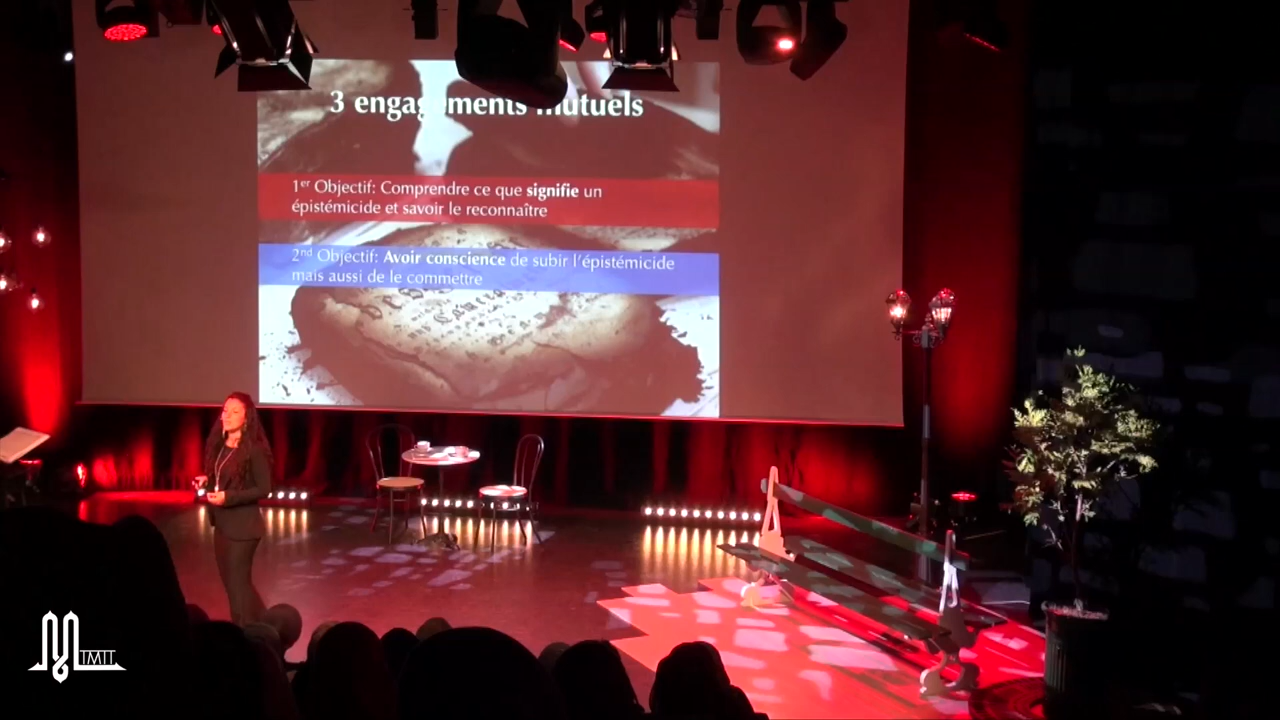 3 engagements mutuels
1er Objectif: Comprendre ce que signifie un
épistémicide et savoir le reconnaître
2nd Objectif: Avoir conscience de subir l'épistémicide
mais aussi de le commettre